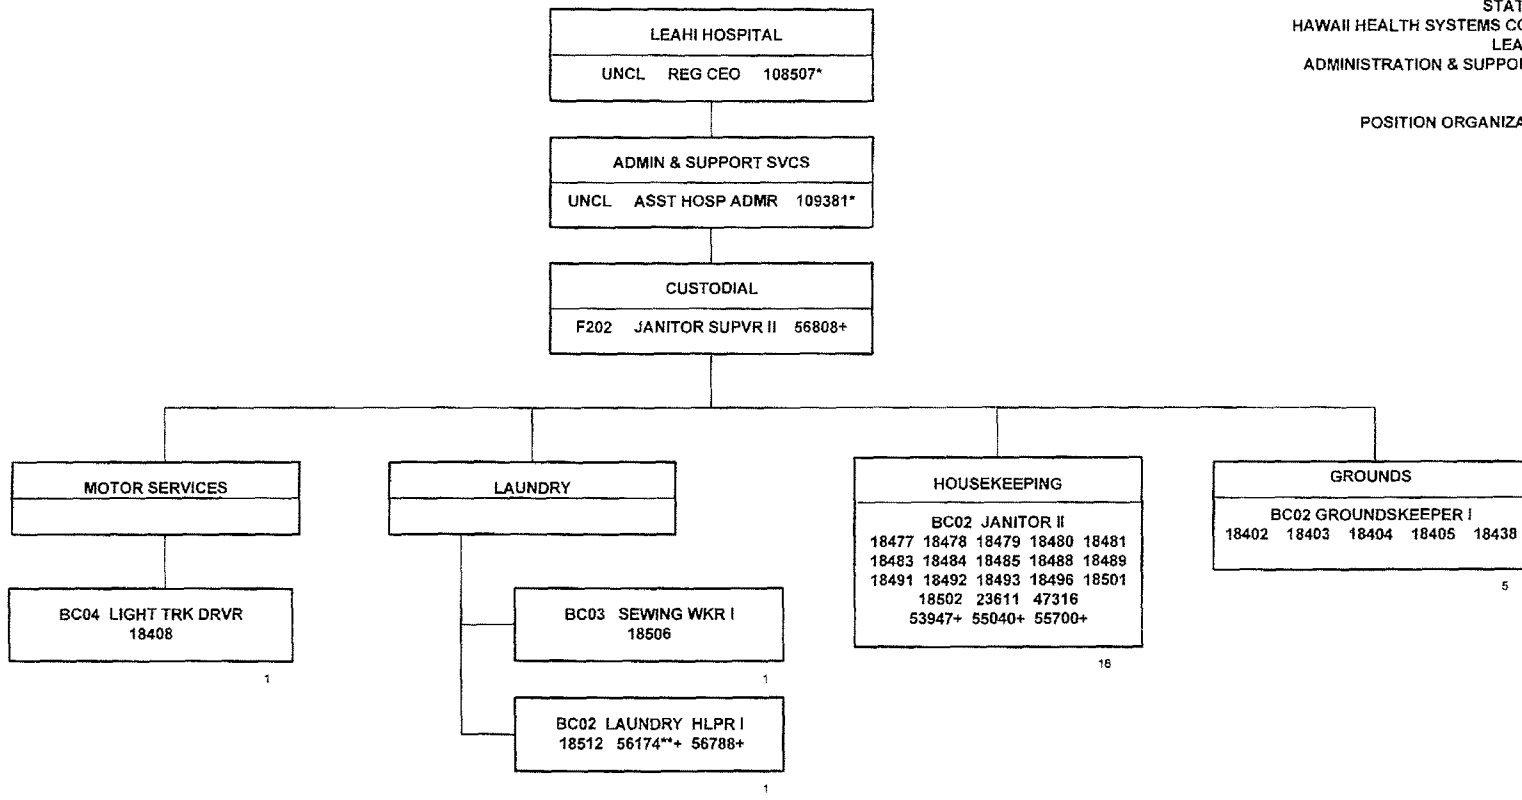 STAT
HAWAII HEALTH SYSTEMS CO
LEA
ADMINISTRATION & SUPPO
POSITION ORGANIZA
LEAHI HOSPITAL
UNCL REG CEO 108507*
ADMIN & SUPPORT SVCS
UNCL ASST HOSP ADMR 109381*
CUSTODIAL
F202 JANITOR SUPVR II 56808+
MOTOR SERVICES
BC04 LIGHT TRK DRVR
18408
1
LAUNDRY
BC03 SEWING WKR I
18506
1
BC02 LAUNDRY HLPR I
18512 56174**+ 56788+
1
HOUSEKEEPING
BC02 JANITOR II
18477 18478 18479 18480 18481
18483 18484 18485 18488 18489
18491 18492 18493 18496 18501
18502 23611 47316
53947+ 55040+ 55700+
18
GROUNDS
BC02 GROUNDSKEEPER I
18402 18403 18404 18405 18438
5